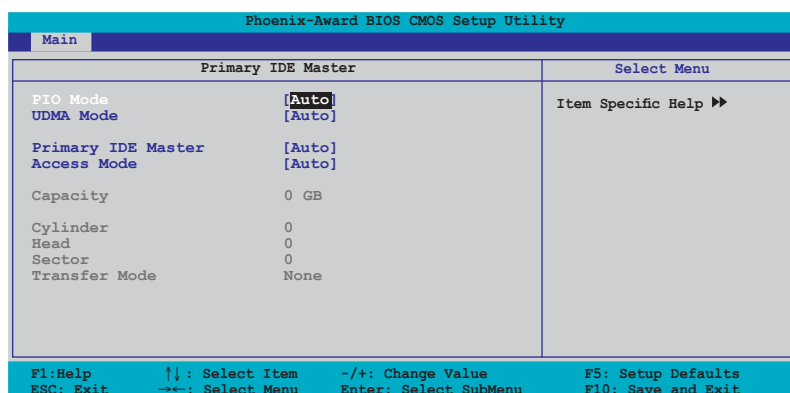 Phoenix-Award BIOS CMOS Setup Utility
Main
Primary IDE Master
Select Menu
PIO Mode [Auto]
UDMA Mode [Auto]
Primary IDE Master [Auto]
Access Mode [Auto]
Capacity 0 GB
Cylinder 0
Head 0
Sector 0
Transfer Mode None
Item Specific Help ▶▶
F1:Help ↑↓: Select Item -/+: Change Value F5: Setup Defaults
ESC: Exit →←: Select Menu Enter: Select SubMenu F10: Save and Exit